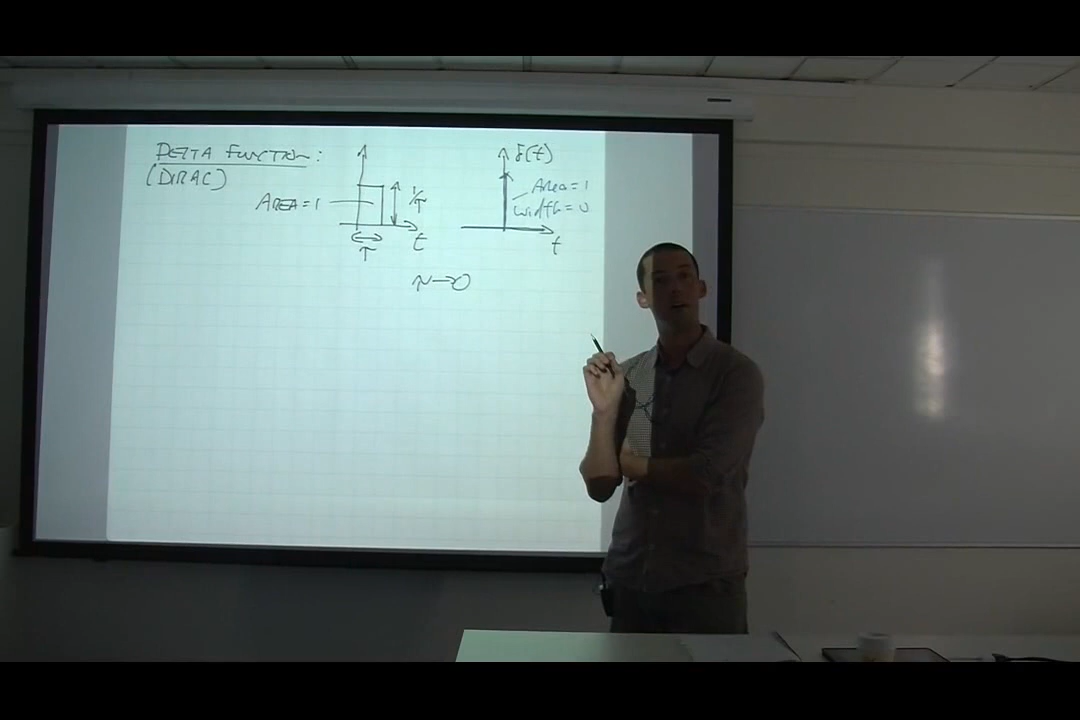 DELTA FUNCTION:
(DIRAC)
AREA = 1
1/T
t
T
δ(t)
Area = 1
Width = 0
t
T→0